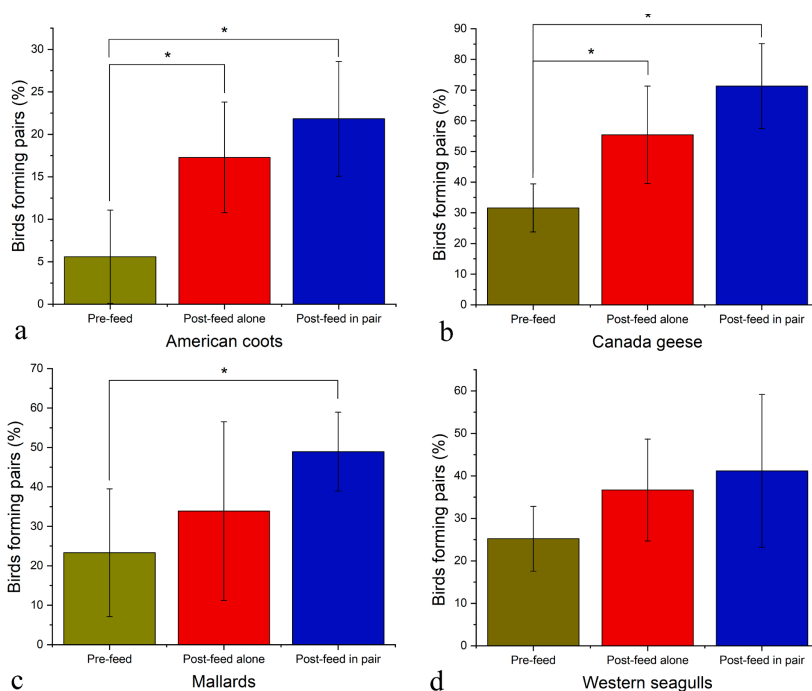 *
*
30
25
20
15
10
5
0
Birds forming pairs (%)
Pre-feed Post-feed alone Post-feed in pair
American coots
a
*
*
90
80
70
60
50
40
30
20
10
0
Birds forming pairs (%)
Pre-feed Post-feed alone Post-feed in pair
Canada geese
b
*
70
60
50
40
30
20
10
0
Birds forming pairs (%)
Pre-feed Post-feed alone Post-feed in pair
Mallards
c
60
50
40
30
20
10
0
Birds forming pairs (%)
Pre-feed Post-feed alone Post-feed in pair
Western seagulls
d